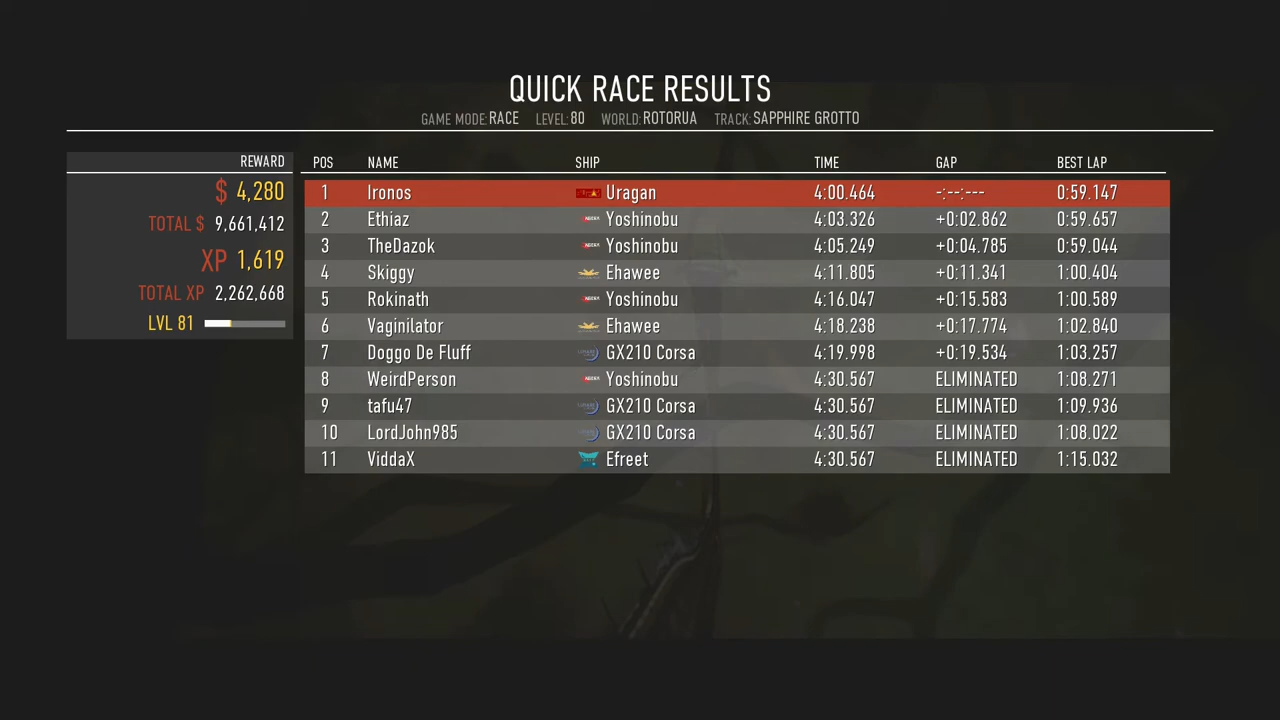 QUICK RACE RESULTS
GAME MODE: RACE LEVEL: 80 WORLD: ROTORUA TRACK: SAPPHIRE GROTTO
REWARD
$ 4,280
TOTAL $ 9,661,412
XP 1,619
TOTAL XP 2,262,668
LVL 81
POS NAME SHIP TIME GAP BEST LAP
1 Ironos Uragan 4:00.464 -:--:--- 0:59.147
2 Ethiaz Yoshinobu 4:03.326 +0:02.862 0:59.657
3 TheDazok Yoshinobu 4:05.249 +0:04.785 0:59.044
4 Skiggy Ehawee 4:11.805 +0:11.341 1:00.404
5 Rokinath Yoshinobu 4:16.047 +0:15.583 1:00.589
6 Vaginilator Ehawee 4:18.238 +0:17.774 1:02.840
7 Doggo De Fluff GX210 Corsa 4:19.998 +0:19.534 1:03.257
8 WeirdPerson Yoshinobu 4:30.567 ELIMINATED 1:08.271
9 tafu47 GX210 Corsa 4:30.567 ELIMINATED 1:09.936
10 LordJohn985 GX210 Corsa 4:30.567 ELIMINATED 1:08.022
11 ViddaX Efreet 4:30.567 ELIMINATED 1:15.032